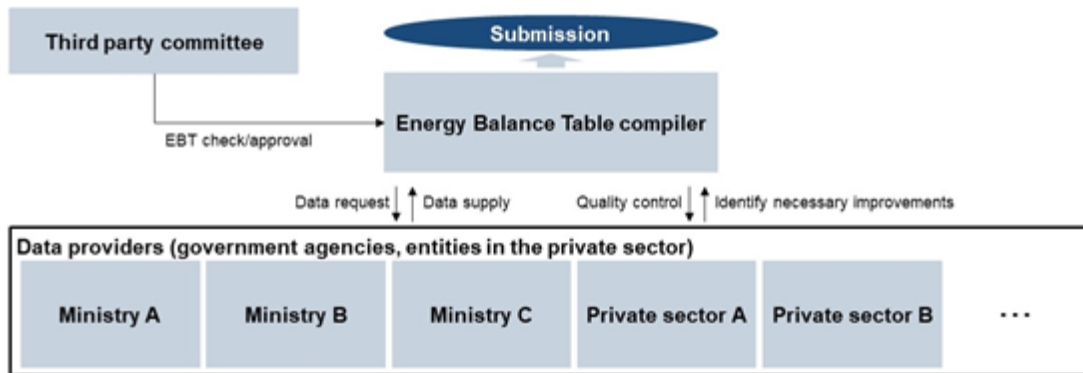 Third party committee
Submission
Energy Balance Table compiler
EBT check/approval
Data request
Data supply
Quality control
Identify necessary improvements
Data providers (government agencies, entities in the private sector)
Ministry A
Ministry B
Ministry C
Private sector A
Private sector B
...